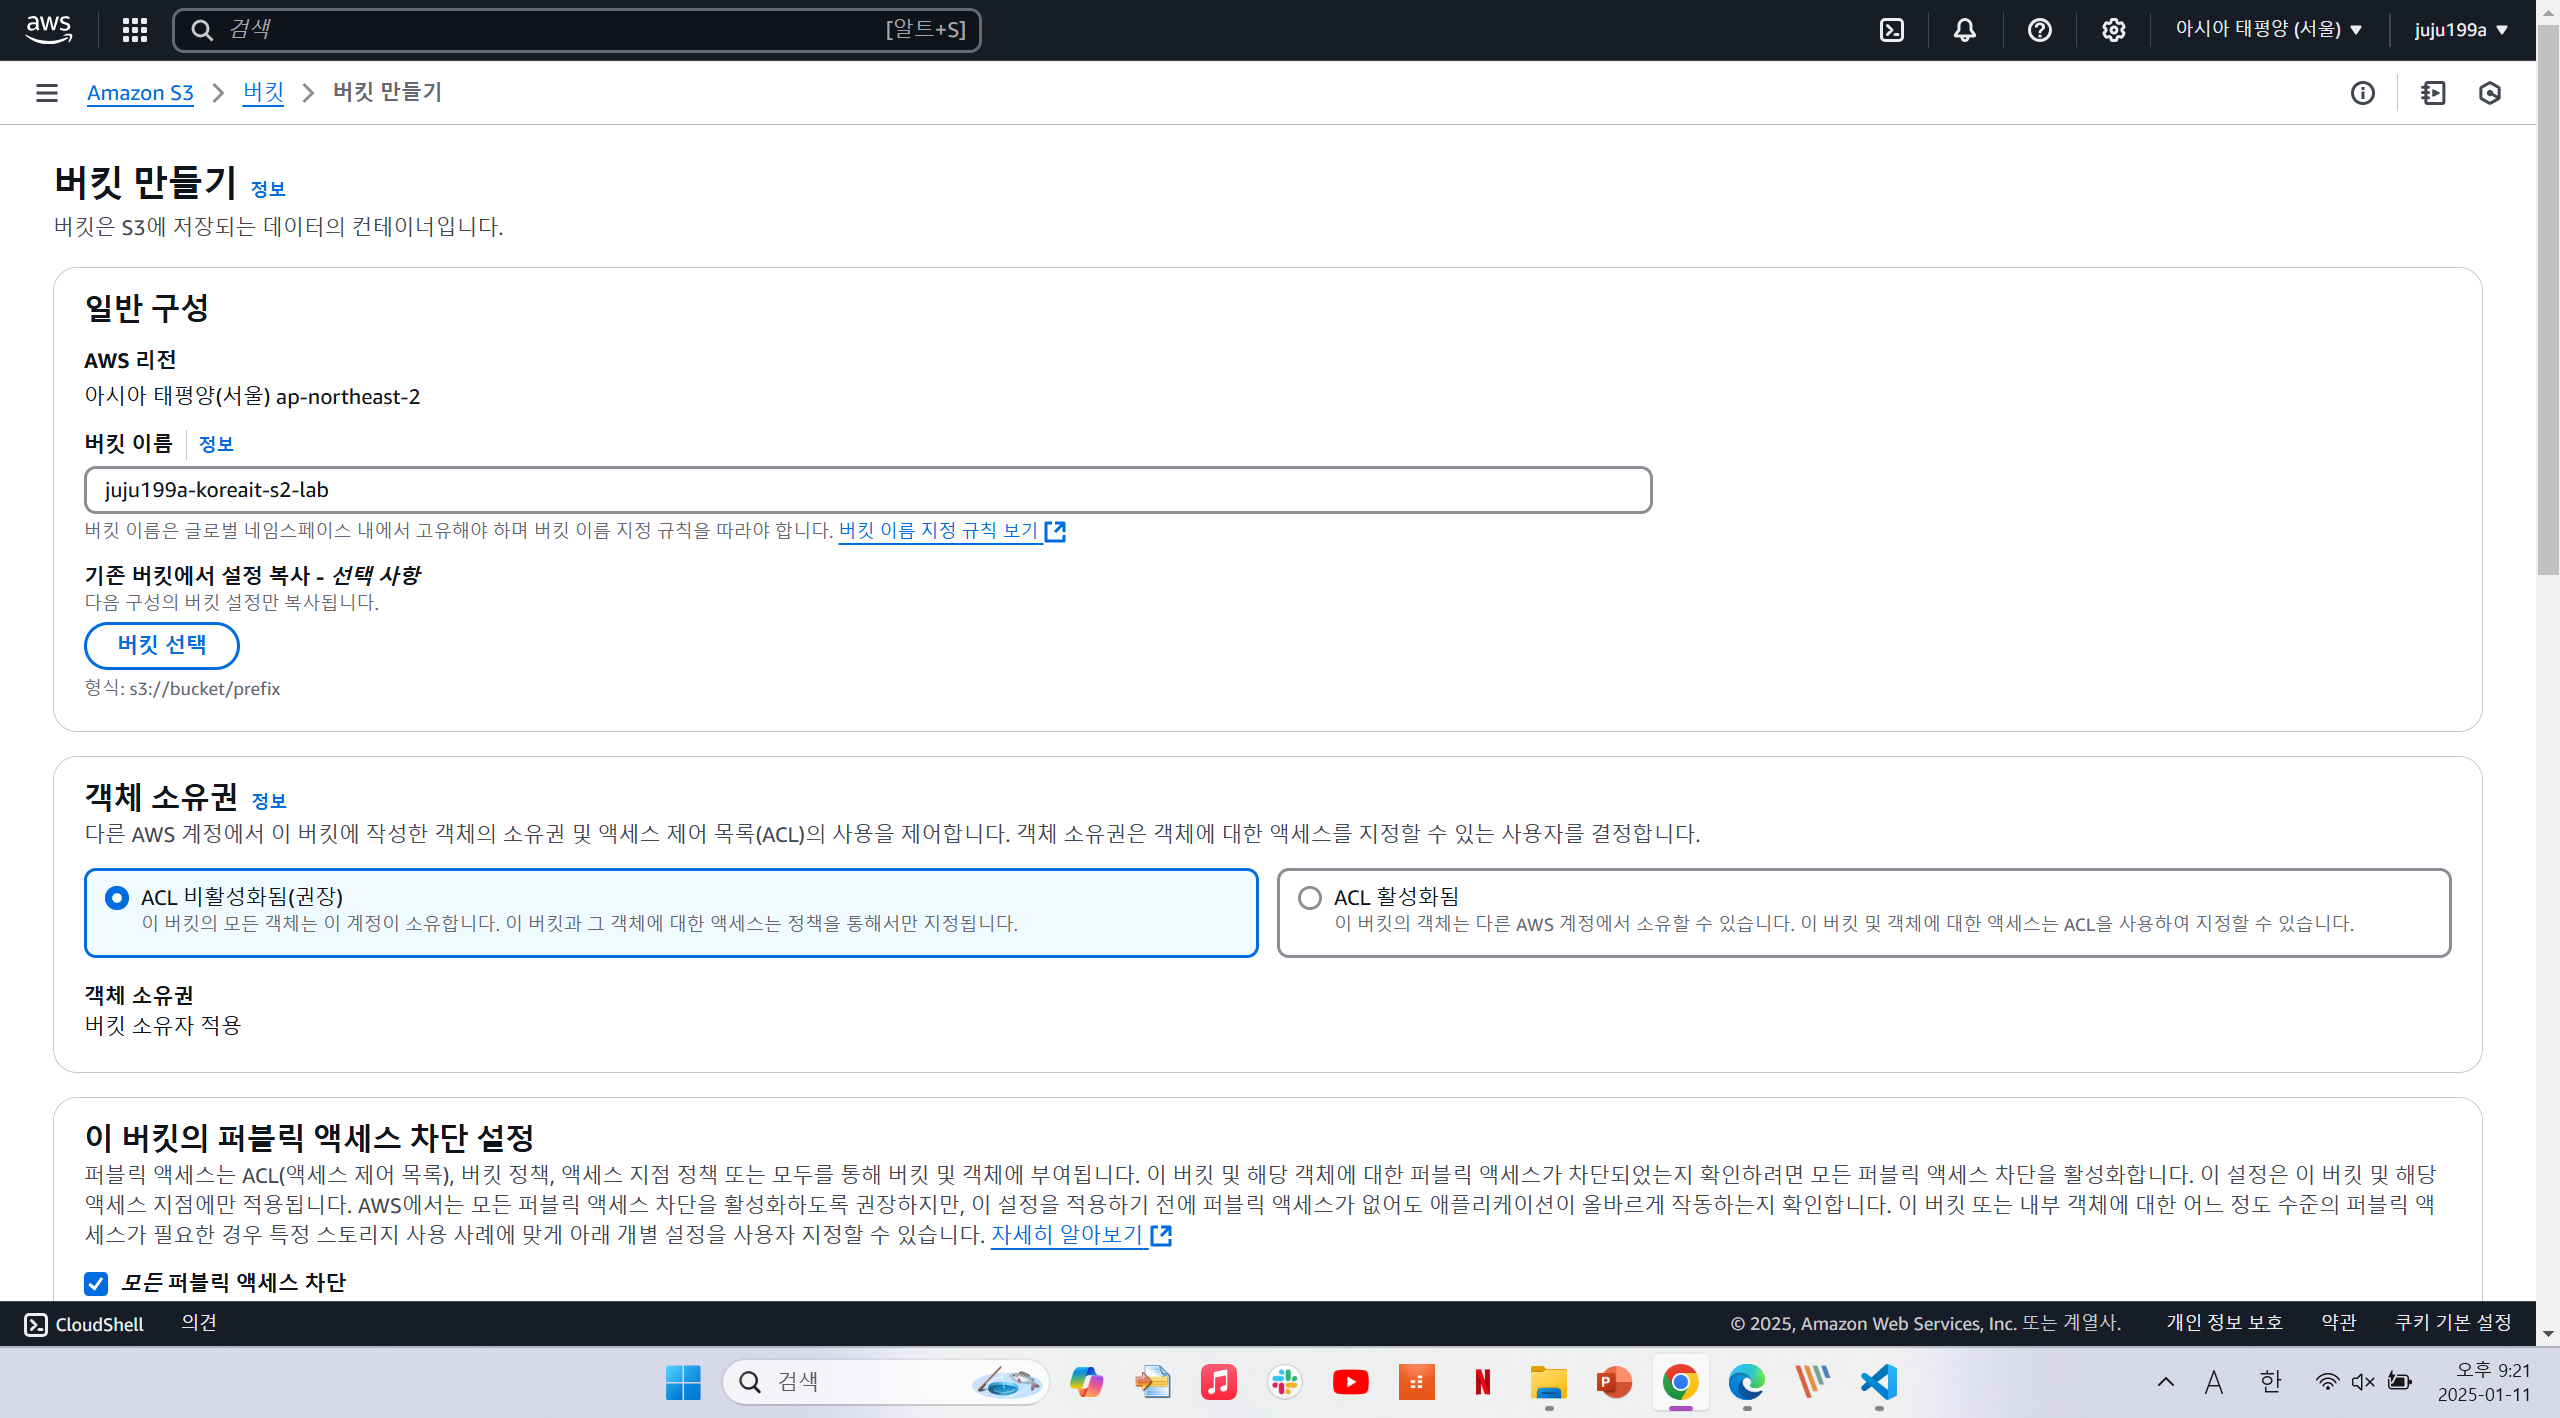 aws
검색
[알트+S]
아시아 태평양 (서울)
juju199a
Amazon S3
버킷
버킷 만들기
버킷 만들기 정보
버킷은 S3에 저장되는 데이터의 컨테이너입니다.
일반 구성
AWS 리전
아시아 태평양(서울) ap-northeast-2
버킷 이름 정보
juju199a-koreait-s2-lab
버킷 이름은 글로벌 네임스페이스 내에서 고유해야 하며 버킷 이름 지정 규칙을 따라야 합니다. 버킷 이름 지정 규칙 보기
기존 버킷에서 설정 복사 - 선택 사항
다음 구성의 버킷 설정만 복사됩니다.
버킷 선택
형식: s3://bucket/prefix
객체 소유권 정보
다른 AWS 계정에서 이 버킷에 작성한 객체의 소유권 및 액세스 제어 목록(ACL)의 사용을 제어합니다. 객체 소유권은 객체에 대한 액세스를 지정할 수 있는 사용자를 결정합니다.
ACL 비활성화됨(권장)
이 버킷의 모든 객체는 이 계정이 소유합니다. 이 버킷과 그 객체에 대한 액세스는 정책을 통해서만 지정됩니다.
ACL 활성화됨
이 버킷의 객체는 다른 AWS 계정에서 소유할 수 있습니다. 이 버킷 및 객체에 대한 액세스는 ACL을 사용하여 지정할 수 있습니다.
객체 소유권
버킷 소유자 적용
이 버킷의 퍼블릭 액세스 차단 설정
퍼블릭 액세스는 ACL(액세스 제어 목록), 버킷 정책, 액세스 지점 정책 또는 모두를 통해 버킷 및 객체에 부여됩니다. 이 버킷 및 해당 객체에 대한 퍼블릭 액세스가 차단되었는지 확인하려면 모든 퍼블릭 액세스 차단을 활성화합니다. 이 설정은 이 버킷 및 해당
액세스 지점에만 적용됩니다. AWS에서는 모든 퍼블릭 액세스 차단을 활성화하도록 권장하지만, 이 설정을 적용하기 전에 퍼블릭 액세스가 없어도 애플리케이션이 올바르게 작동하는지 확인합니다. 이 버킷 또는 내부 객체에 대한 어느 정도 수준의 퍼블릭 액
세스가 필요한 경우 특정 스토리지 사용 사례에 맞게 아래 개별 설정을 사용자 지정할 수 있습니다. 자세히 알아보기
모든 퍼블릭 액세스 차단
CloudShell
의견
© 2025, Amazon Web Services, Inc. 또는 계열사.
개인 정보 보호
약관
쿠키 기본 설정
검색
N
P
A
한
오후 9:21
2025-01-11